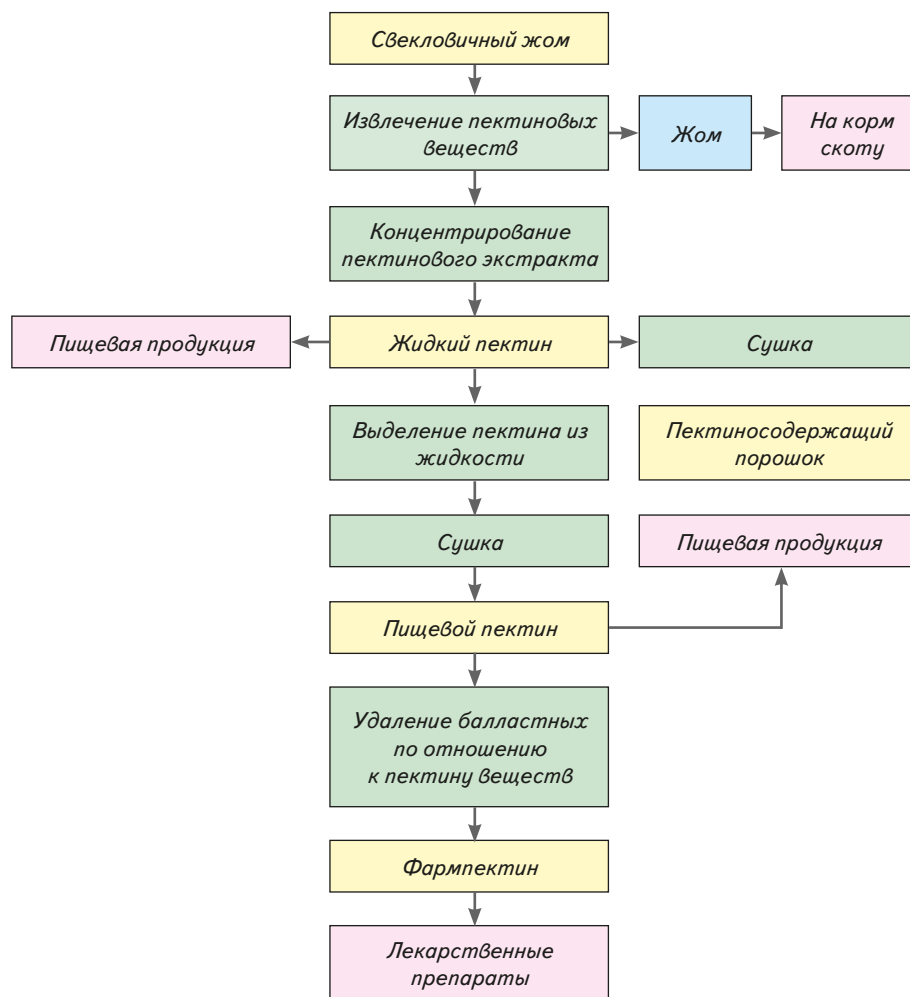 Свекловичный жом
Извлечение пектиновых
веществ
Жом
На корм
скоту
Концентрирование
пектинового экстракта
Пищевая продукция
Жидкий пектин
Сушка
Выделение пектина из
жидкости
Пектиносодержащий
порошок
Сушка
Пищевая продукция
Пищевой пектин
Удаление балластных
по отношению
к пектину веществ
Фармпектин
Лекарственные
препараты